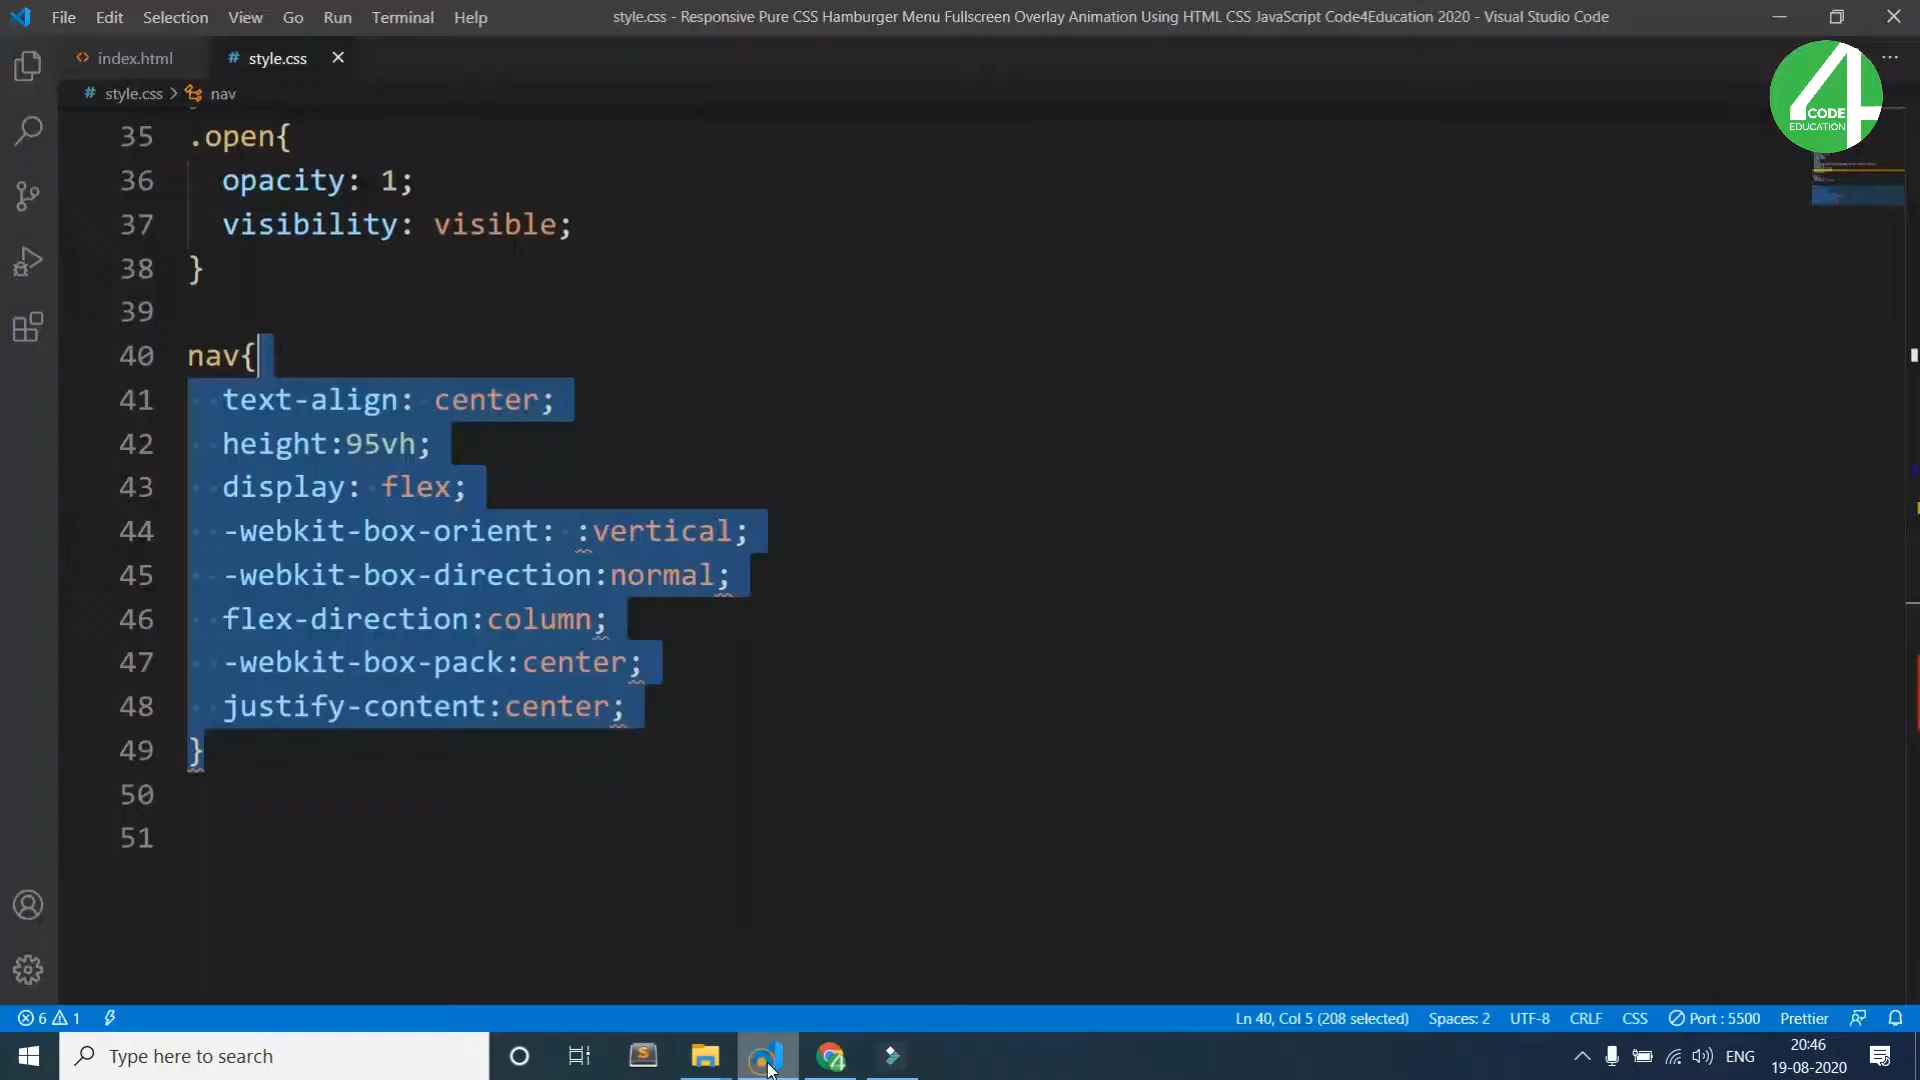 File Edit Selection View Go Run Terminal Help
style.css - Responsive Pure CSS Hamburger Menu Fullscreen Overlay Animation Using HTML CSS JavaScript Code4Education 2020 - Visual Studio Code
index.html
# style.css
# style.css > nav
4
CODE
EDUCATION
35 .open{
36 opacity: 1;
37 visibility: visible;
38 }
39
40 nav{
41 text-align: center;
42 height:95vh;
43 display: flex;
44 -webkit-box-orient: :vertical;
45 -webkit-box-direction:normal;
46 flex-direction:column;
47 -webkit-box-pack:center;
48 justify-content:center;
49 }
50
51
6 1
Ln 40, Col 5 (208 selected) Spaces: 2 UTF-8 CRLF CSS Port : 5500 Prettier
Type here to search
S
4
ENG
20:46
19-08-2020